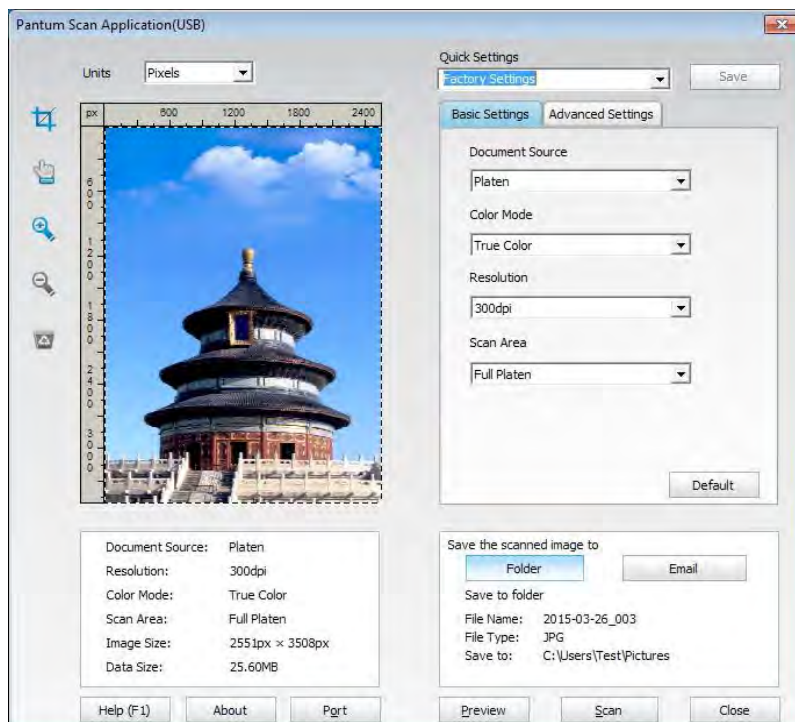 Pantum Scan Application(USB)
Units Pixels
Quick Settings
Factory Settings Save
px 600 1200 1800 2400
600
1200
1800
2400
3000
Basic Settings Advanced Settings
Document Source
Platen
Color Mode
True Color
Resolution
300dpi
Scan Area
Full Platen
Default
Document Source: Platen
Resolution: 300dpi
Color Mode: True Color
Scan Area: Full Platen
Image Size: 2551px × 3508px
Data Size: 25.60MB
Save the scanned image to
Folder Email
Save to folder
File Name: 2015-03-26_003
File Type: JPG
Save to: C:\Users\Test\Pictures
Help (F1) About Port Preview Scan Close